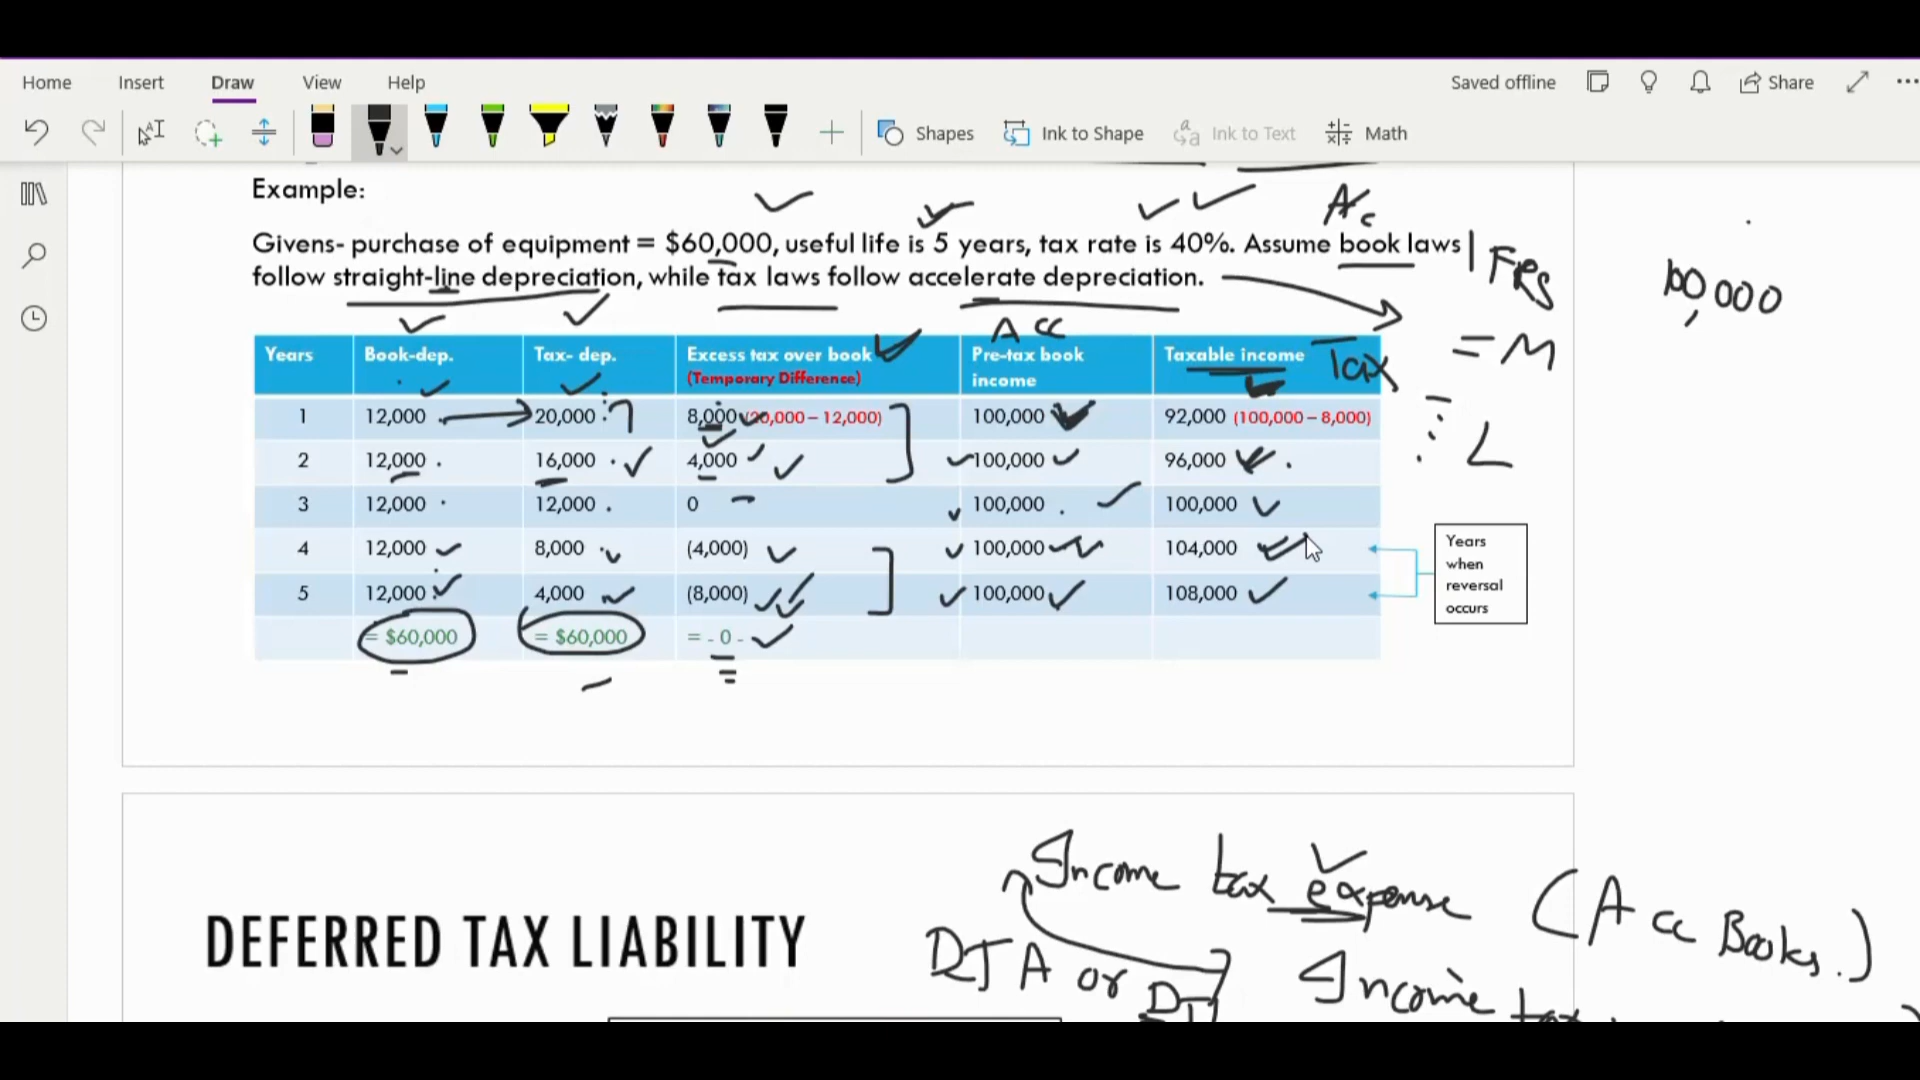 Home Insert Draw View Help Saved offline Share
Shapes Ink to Shape Ink to Text Math
Example:
Acc
Givens- purchase of equipment = $60,000, useful life is 5 years, tax rate is 40%. Assume book laws
follow straight-line depreciation, while tax laws follow accelerate depreciation.
100,000
= M
L
Acc
Tax
Years Book-dep. Tax- dep. Excess tax over book (Temporary Difference) Pre-tax book income Taxable income
1 12,000 20,000 8,000 (20,000 – 12,000) 100,000 92,000 (100,000 – 8,000)
2 12,000 16,000 4,000 100,000 96,000
3 12,000 12,000 0 100,000 100,000
4 12,000 8,000 (4,000) 100,000 104,000
5 12,000 4,000 (8,000) 100,000 108,000
= $60,000 = $60,000 = - 0 -
Years
when
reversal
occurs
Income tax expense (Acc Books.)
DEFERRED TAX LIABILITY
DTA or
Income tax